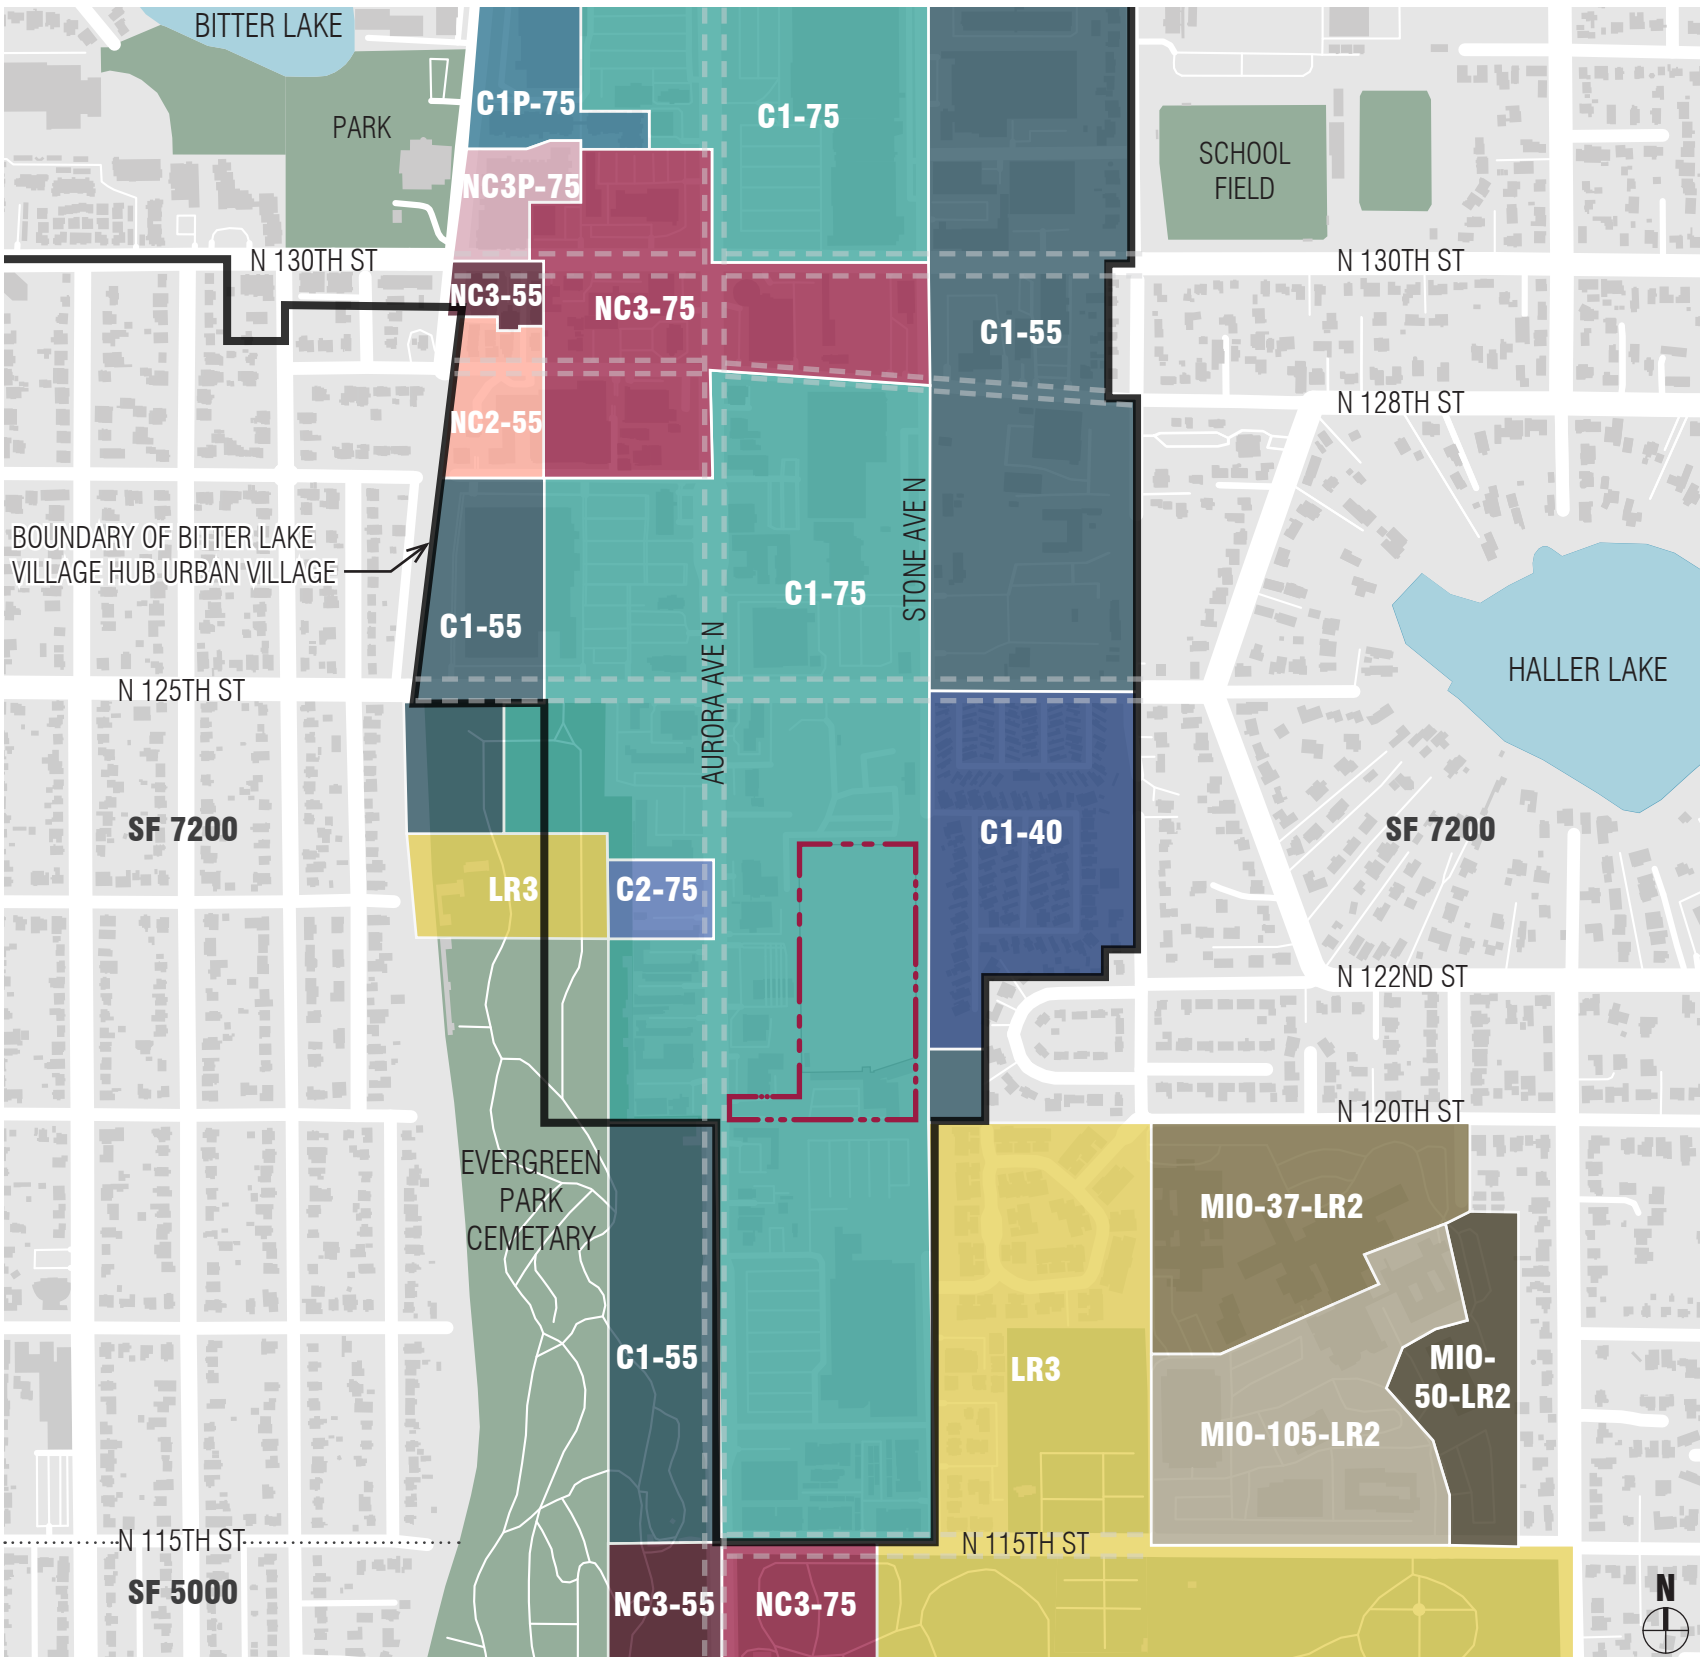 BITTER LAKE
C1P-75
C1-75
PARK
SCHOOL
FIELD
NC3P-75
N 130TH ST
N 130TH ST
NC3-55
NC3-75
C1-55
N 128TH ST
NC2-55
BOUNDARY OF BITTER LAKE
VILLAGE HUB URBAN VILLAGE
STONE AVE N
C1-75
C1-55
HALLER LAKE
N 125TH ST
AURORA AVE N
SF 7200
C1-40
SF 7200
LR3
C2-75
N 122ND ST
N 120TH ST
EVERGREEN
PARK
CEMETARY
MIO-37-LR2
C1-55
LR3
MIO-
50-LR2
MIO-105-LR2
N 115TH ST
N 115TH ST
SF 5000
NC3-55
NC3-75
N